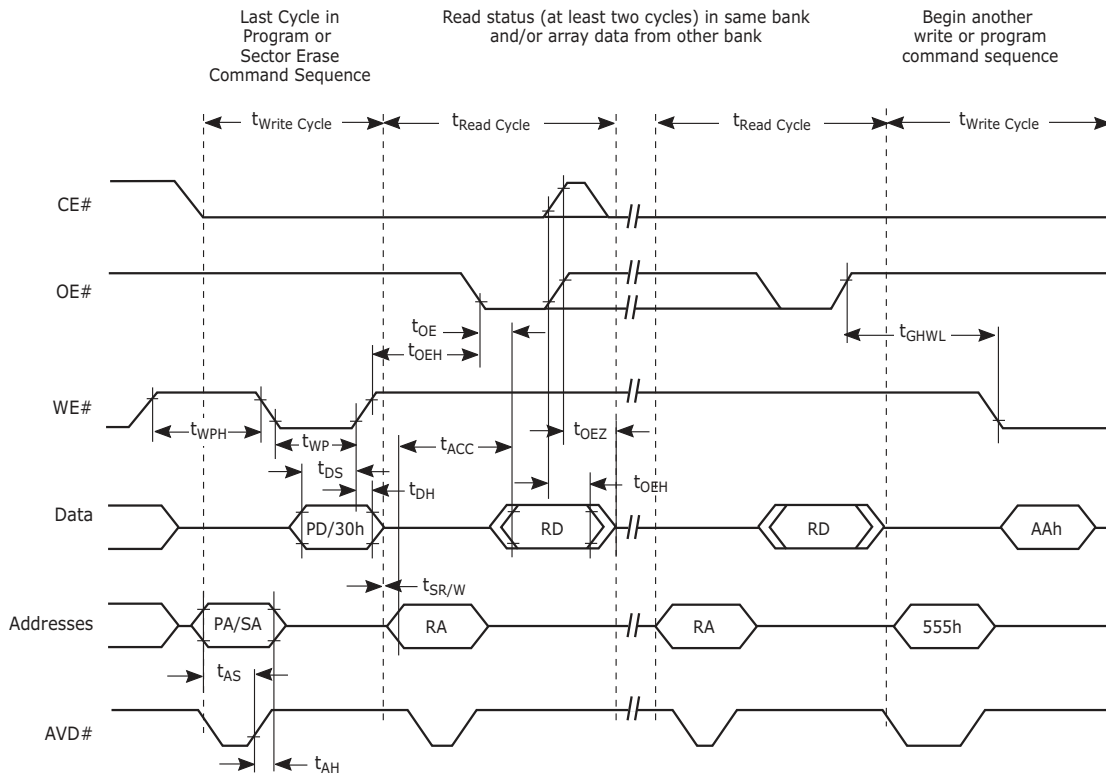 Last Cycle in
Program or
Sector Erase
Command Sequence
Read status (at least two cycles) in same bank
and/or array data from other bank
Begin another
write or program
command sequence
tWrite Cycle
tRead Cycle
tRead Cycle
tWrite Cycle
CE#
OE#
tOE
tOEH
tGHWL
WE#
tWPH
tWP
tACC
tOEZ
tDS
tDH
tOEH
Data
PD/30h
RD
RD
AAh
tSR/W
Addresses
PA/SA
RA
RA
555h
tAS
AVD#
tAH